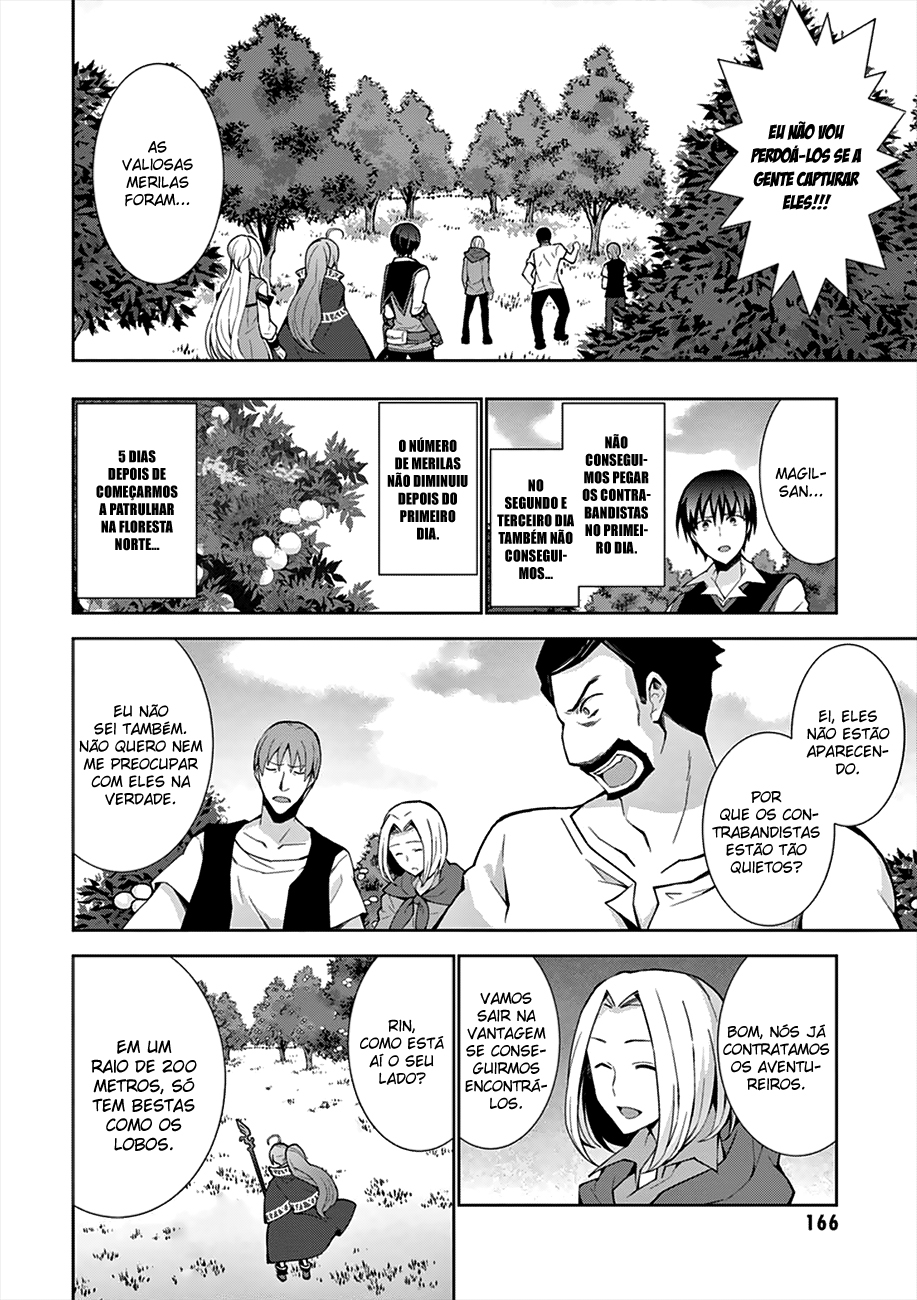 EU NÃO VOU
PERDOÁ-LOS SE A
GENTE CAPTURAR
ELES!!!
AS
VALIOSAS
MERILAS
FORAM...
MAGIL-
SAN...
NÃO
CONSEGUI-
MOS PEGAR
OS CONTRA-
BANDISTAS
NO PRIMEI-
RO DIA.
NO
SEGUNDO E
TERCEIRO DIA
TAMBÉM NÃO
CONSEGUI-
MOS...
O NÚMERO
DE MERILAS
NÃO DIMINUIU
DEPOIS DO
PRIMEIRO
DIA.
5 DIAS
DEPOIS DE
COMEÇARMOS
A PATRULHAR
NA FLORESTA
NORTE...
EI, ELES
NÃO ESTÃO
APARECEN-
DO.
POR
QUE OS CON-
TRABANDISTAS
ESTÃO TÃO
QUIETOS?
EU NÃO
SEI TAMBÉM.
NÃO QUERO NEM
ME PREOCUPAR
COM ELES NA
VERDADE.
BOM, NÓS JÁ
CONTRATAMOS
OS AVENTU-
REIROS.
VAMOS
SAIR NA
VANTAGEM
SE CONSE-
GUIRMOS
ENCONTRÁ-
LOS.
RIN,
COMO ESTÁ
AÍ O SEU
LADO?
EM UM
RAIO DE 200
METROS, SÓ
TEM BESTAS
COMO OS
LOBOS.
166